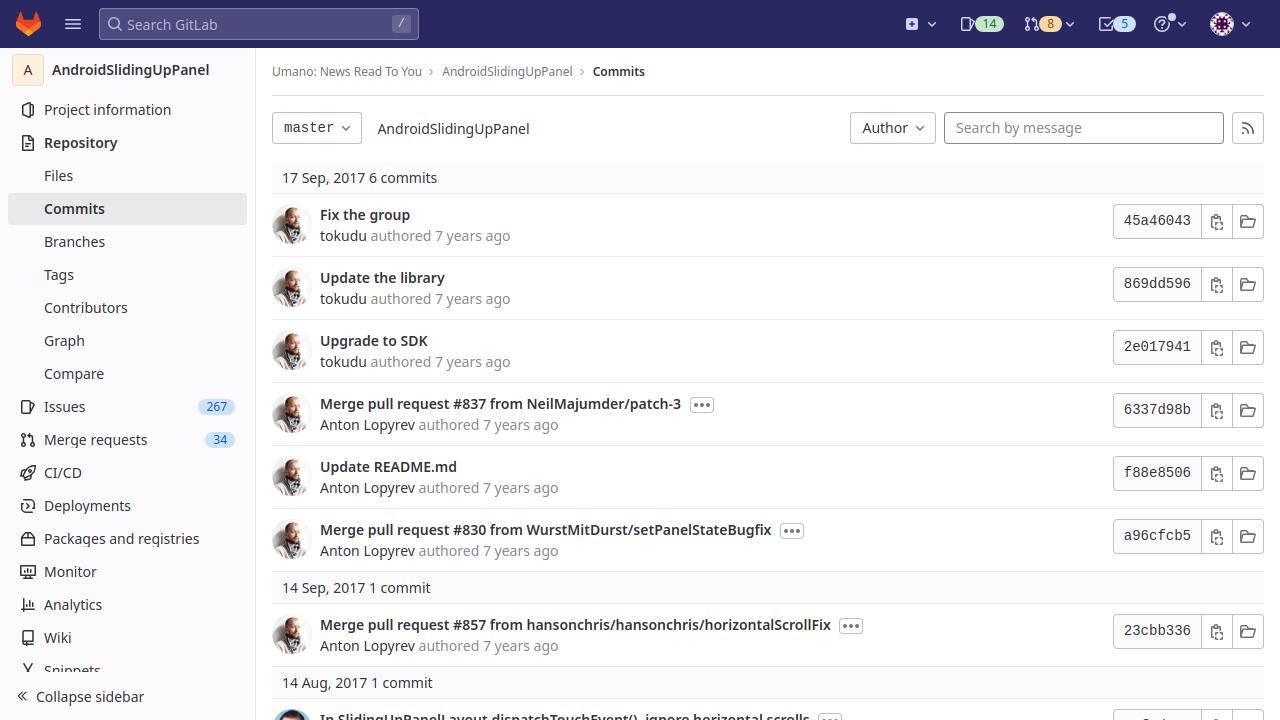 Search GitLab
/
14
8
5
A
AndroidSlidingUpPanel
Project information
Repository
Files
Commits
Branches
Tags
Contributors
Graph
Compare
Issues
267
Merge requests
34
CI/CD
Deployments
Packages and registries
Monitor
Analytics
Wiki
Snippets
Collapse sidebar
Umano: News Read To You › AndroidSlidingUpPanel › Commits
master
AndroidSlidingUpPanel
Author
Search by message
17 Sep, 2017 6 commits
Fix the group
tokudu authored 7 years ago
45a46043
Update the library
tokudu authored 7 years ago
869dd596
Upgrade to SDK
tokudu authored 7 years ago
2e017941
Merge pull request #837 from NeilMajumder/patch-3
Anton Lopyrev authored 7 years ago
6337d98b
Update README.md
Anton Lopyrev authored 7 years ago
f88e8506
Merge pull request #830 from WurstMitDurst/setPanelStateBugfix
Anton Lopyrev authored 7 years ago
a96cfcb5
14 Sep, 2017 1 commit
Merge pull request #857 from hansonchris/hansonchris/horizontalScrollFix
Anton Lopyrev authored 7 years ago
23cbb336
14 Aug, 2017 1 commit
In SlidingUpPanelLayout.dispatchTouchEvent(), ignore horizontal scrolls